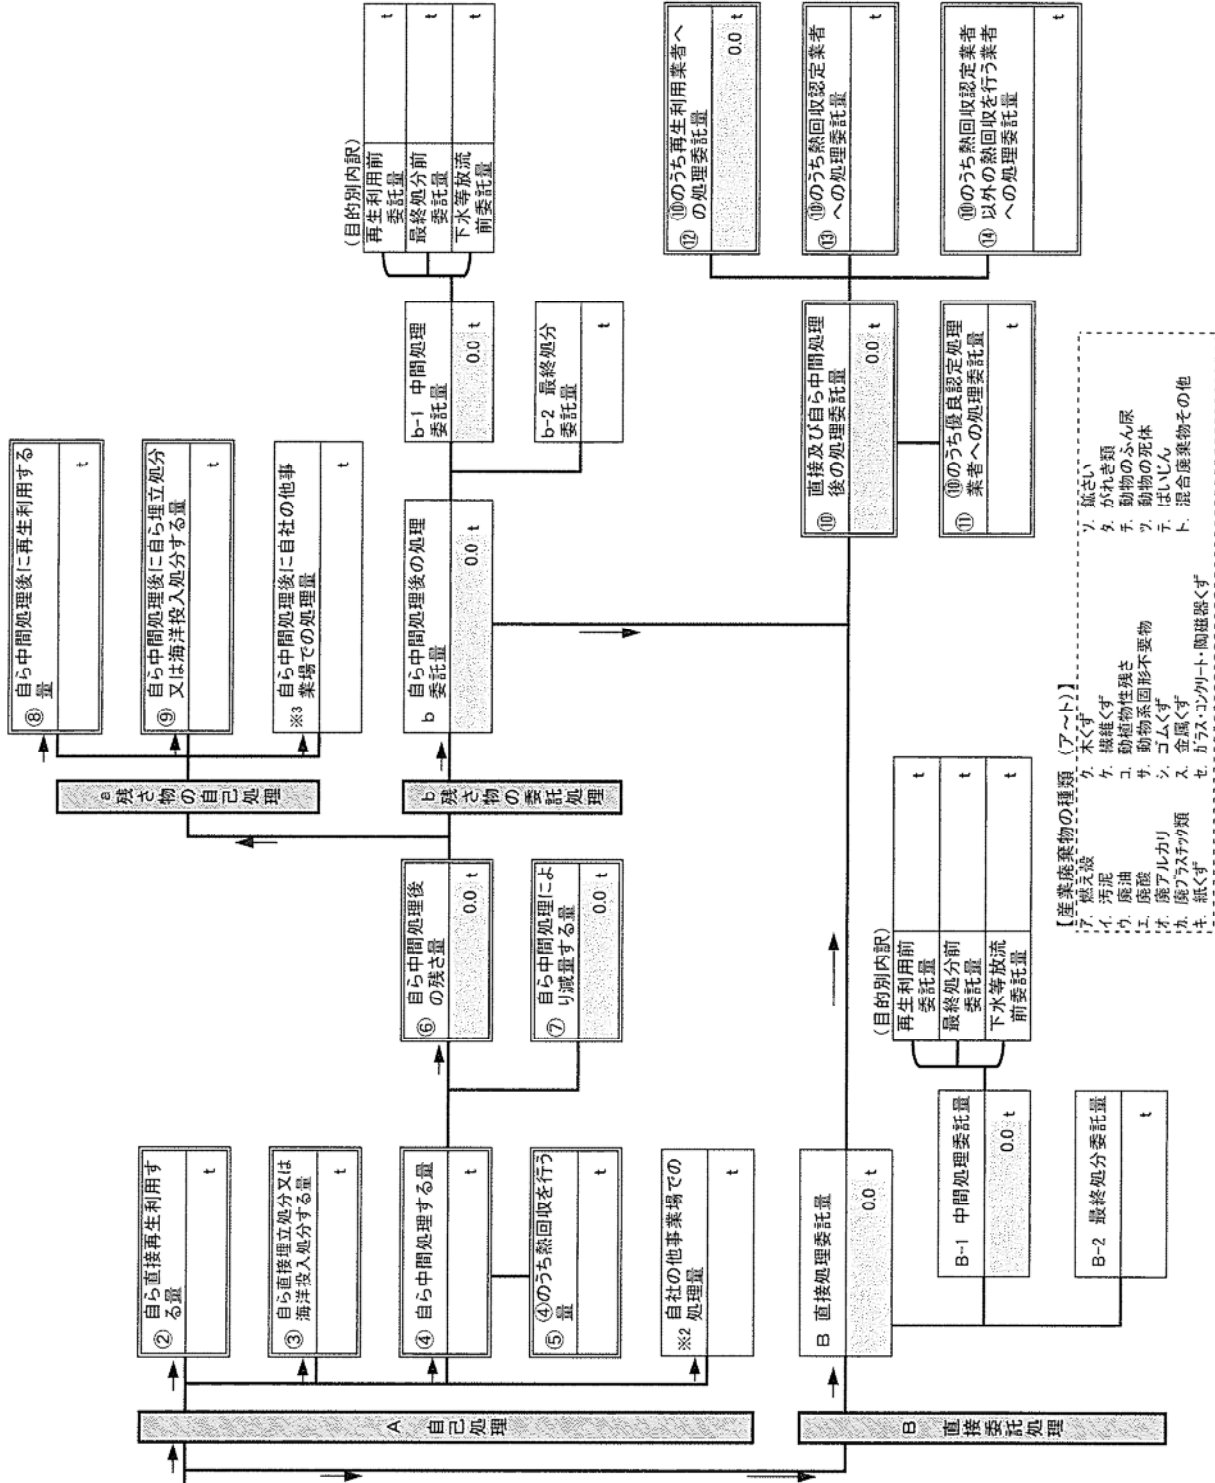 A 自己処理
② 自ら直接再生利用す
る量
t
③ 自ら直接埋立処分又は
海洋投入処分する量
t
④ 自ら中間処理する量
t
⑤ ④のうち熱回収を行う
量
t
※2 自社の他事業場での
処理量
t
⑥ 自ら中間処理後
の残さ量
0.0 t
⑦ 自ら中間処理によ
り減量する量
0.0 t
a 残さ物の自己処理
⑧ 自ら中間処理後に再生利用する
量
t
⑨ 自ら中間処理後に自ら埋立処分
又は海洋投入処分する量
t
※3 自ら中間処理後に自社の他事
業場での処理量
t
b 残さ物の委託処理
b 自ら中間処理後の処理
委託量
0.0 t
b-1 中間処理
委託量
0.0 t
b-2 最終処分
委託量
t
(目的別内訳)
再生利用前
委託量
t
最終処分前
委託量
t
下水等放流
前委託量
t
B 直接委託処理
B 直接処理委託量
0.0 t
B-1 中間処理委託量
0.0 t
B-2 最終処分委託量
t
(目的別内訳)
再生利用前
委託量
t
最終処分前
委託量
t
下水等放流
前委託量
t
⑩ 直接及び自ら中間処理
後の処理委託量
0.0 t
⑪ ⑩のうち優良認定処理
業者への処理委託量
t
⑫ ⑩のうち再生利用業者へ
の処理委託量
0.0 t
⑬ ⑩のうち熱回収認定業者
への処理委託量
t
⑭ ⑩のうち熱回収認定業者
以外の熱回収を行う業者
への処理委託量
t
【産業廃棄物の種類 (ア～ト)】
ア. 燃え殻
イ. 汚泥
ウ. 廃油
エ. 廃酸
オ. 廃アルカリ
カ. 廃プラスチック類
キ. 紙くず
ク. 木くず
ケ. 繊維くず
コ. 動植物性残さ
サ. 動物系固形不要物
シ. ゴムくず
ス. 金属くず
セ. ガラス・コンクリート・陶磁器くず
ソ. 鉱さい
タ. がれき類
チ. 動物のふん尿
ツ. 動物の死体
テ. ばいじん
ト. 混合廃棄物その他